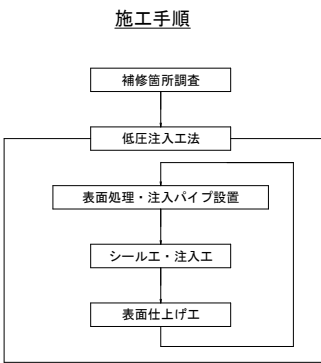 施工手順
補修箇所調査
低圧注入工法
表面処理・注入パイプ設置
シール工・注入工
表面仕上げ工